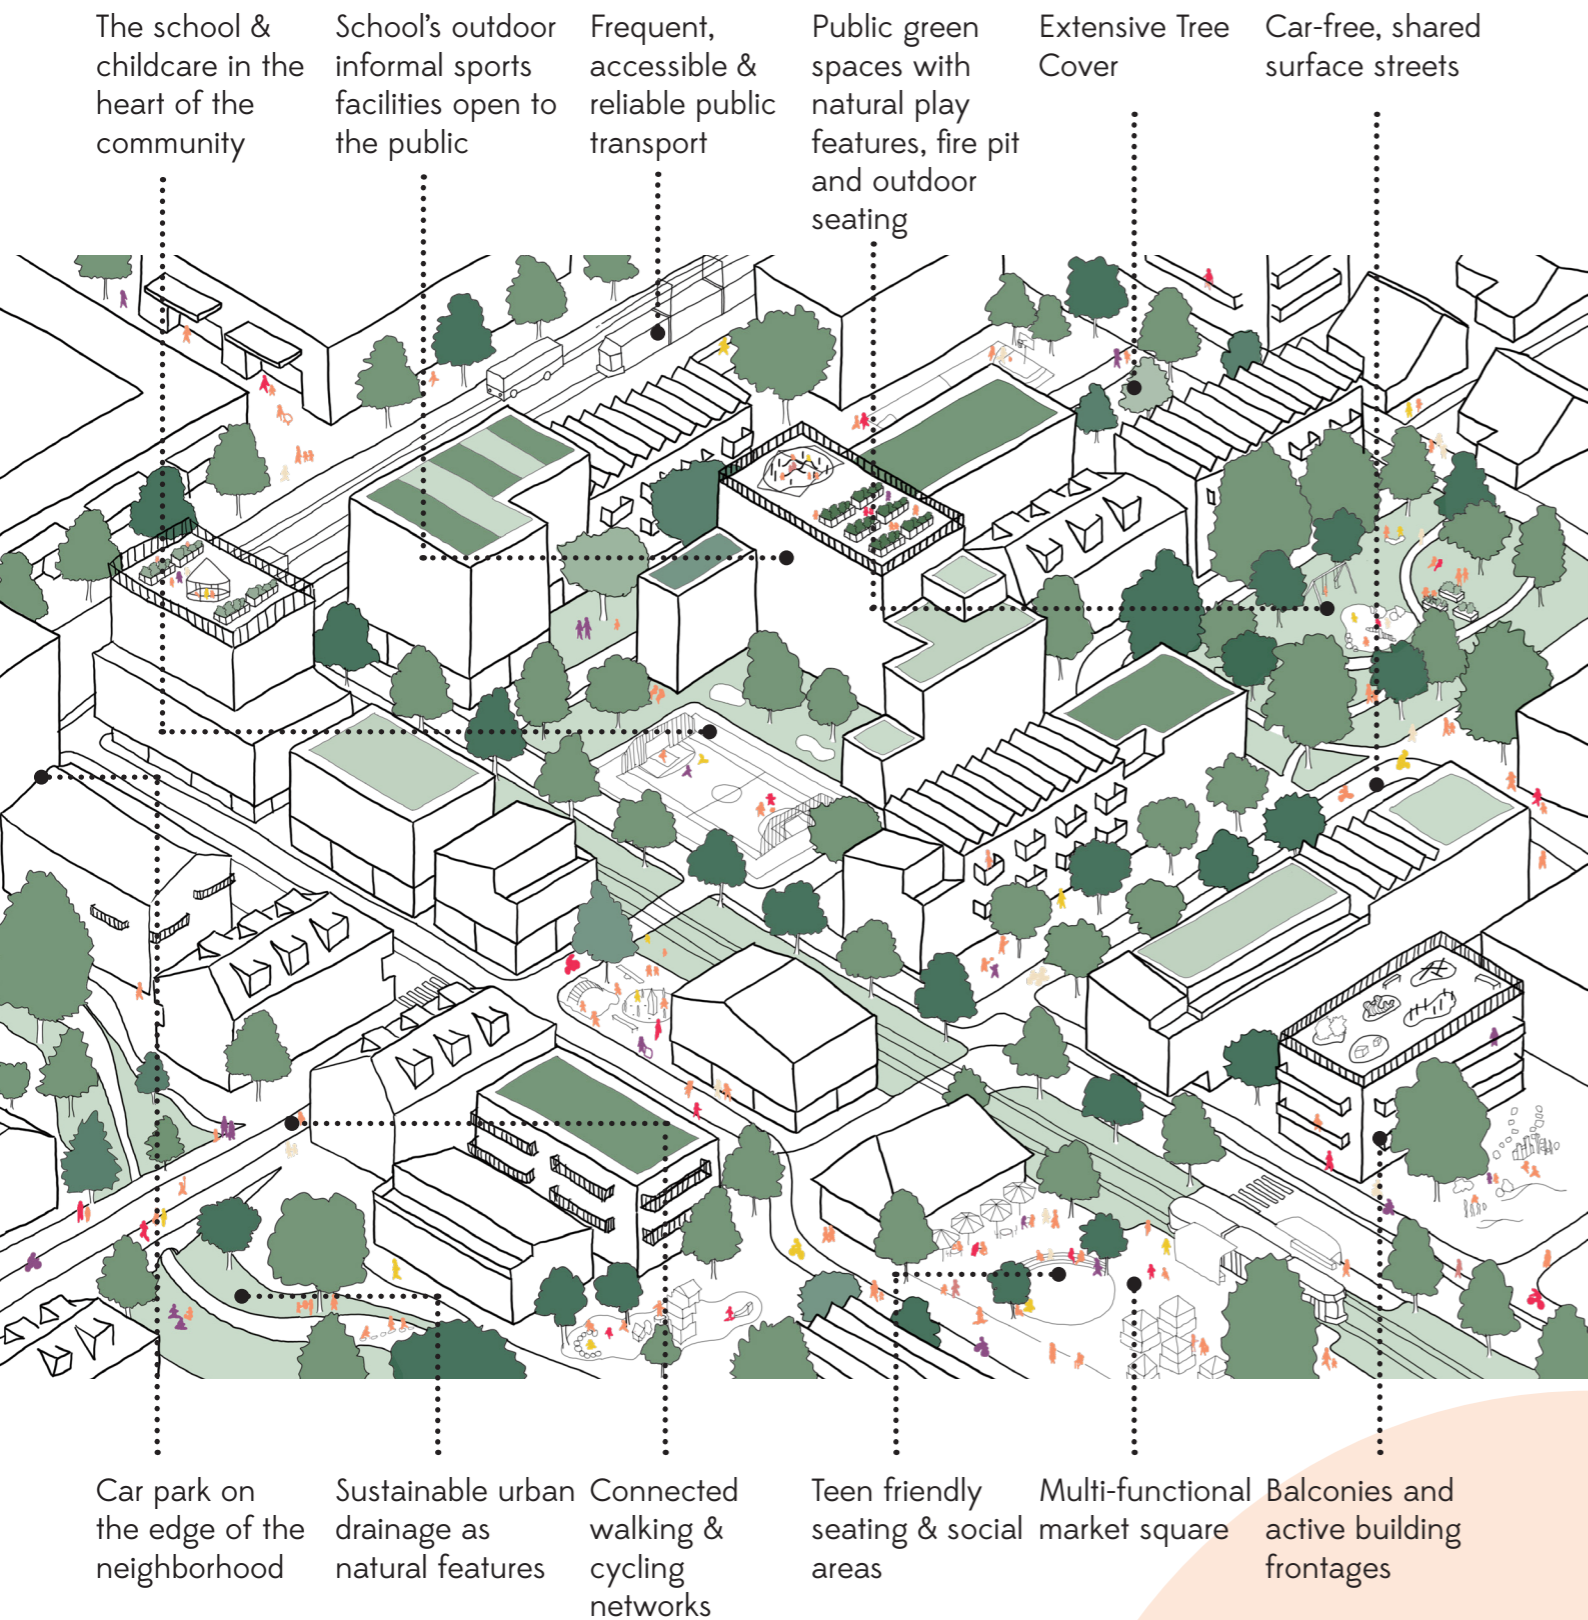 The school &
childcare in the
heart of the
community
School's outdoor
informal sports
facilities open to
the public
Frequent,
accessible &
reliable public
transport
Public green
spaces with
natural play
features, fire pit
and outdoor
seating
Extensive Tree
Cover
Car-free, shared
surface streets
Car park on
the edge of the
neighborhood
Sustainable urban
drainage as
natural features
Connected
walking &
cycling
networks
Teen friendly
seating & social
areas
Multi-functional
market square
Balconies and
active building
frontages